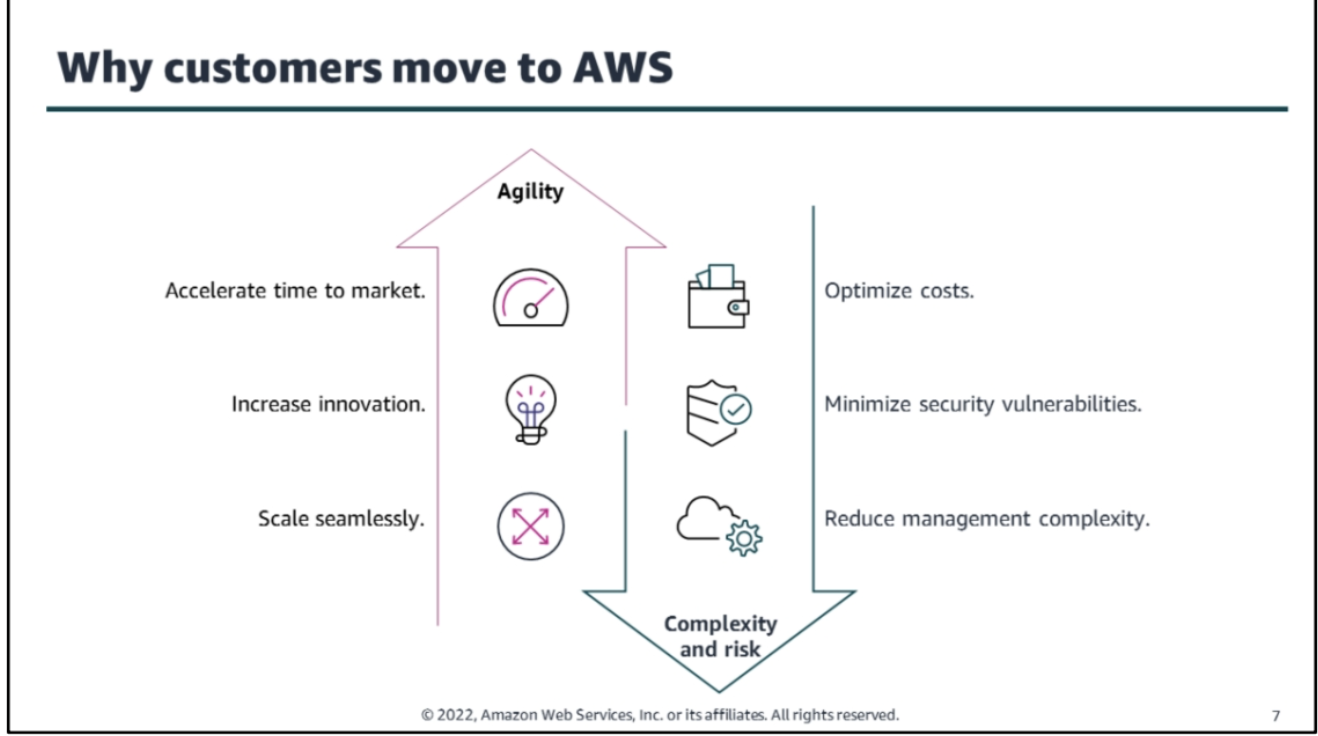 Why customers move to AWS
Agility
Accelerate time to market.
Optimize costs.
Increase innovation.
Minimize security vulnerabilities.
Scale seamlessly.
Reduce management complexity.
Complexity
and risk
© 2022, Amazon Web Services, Inc. or its affiliates. All rights reserved.
7